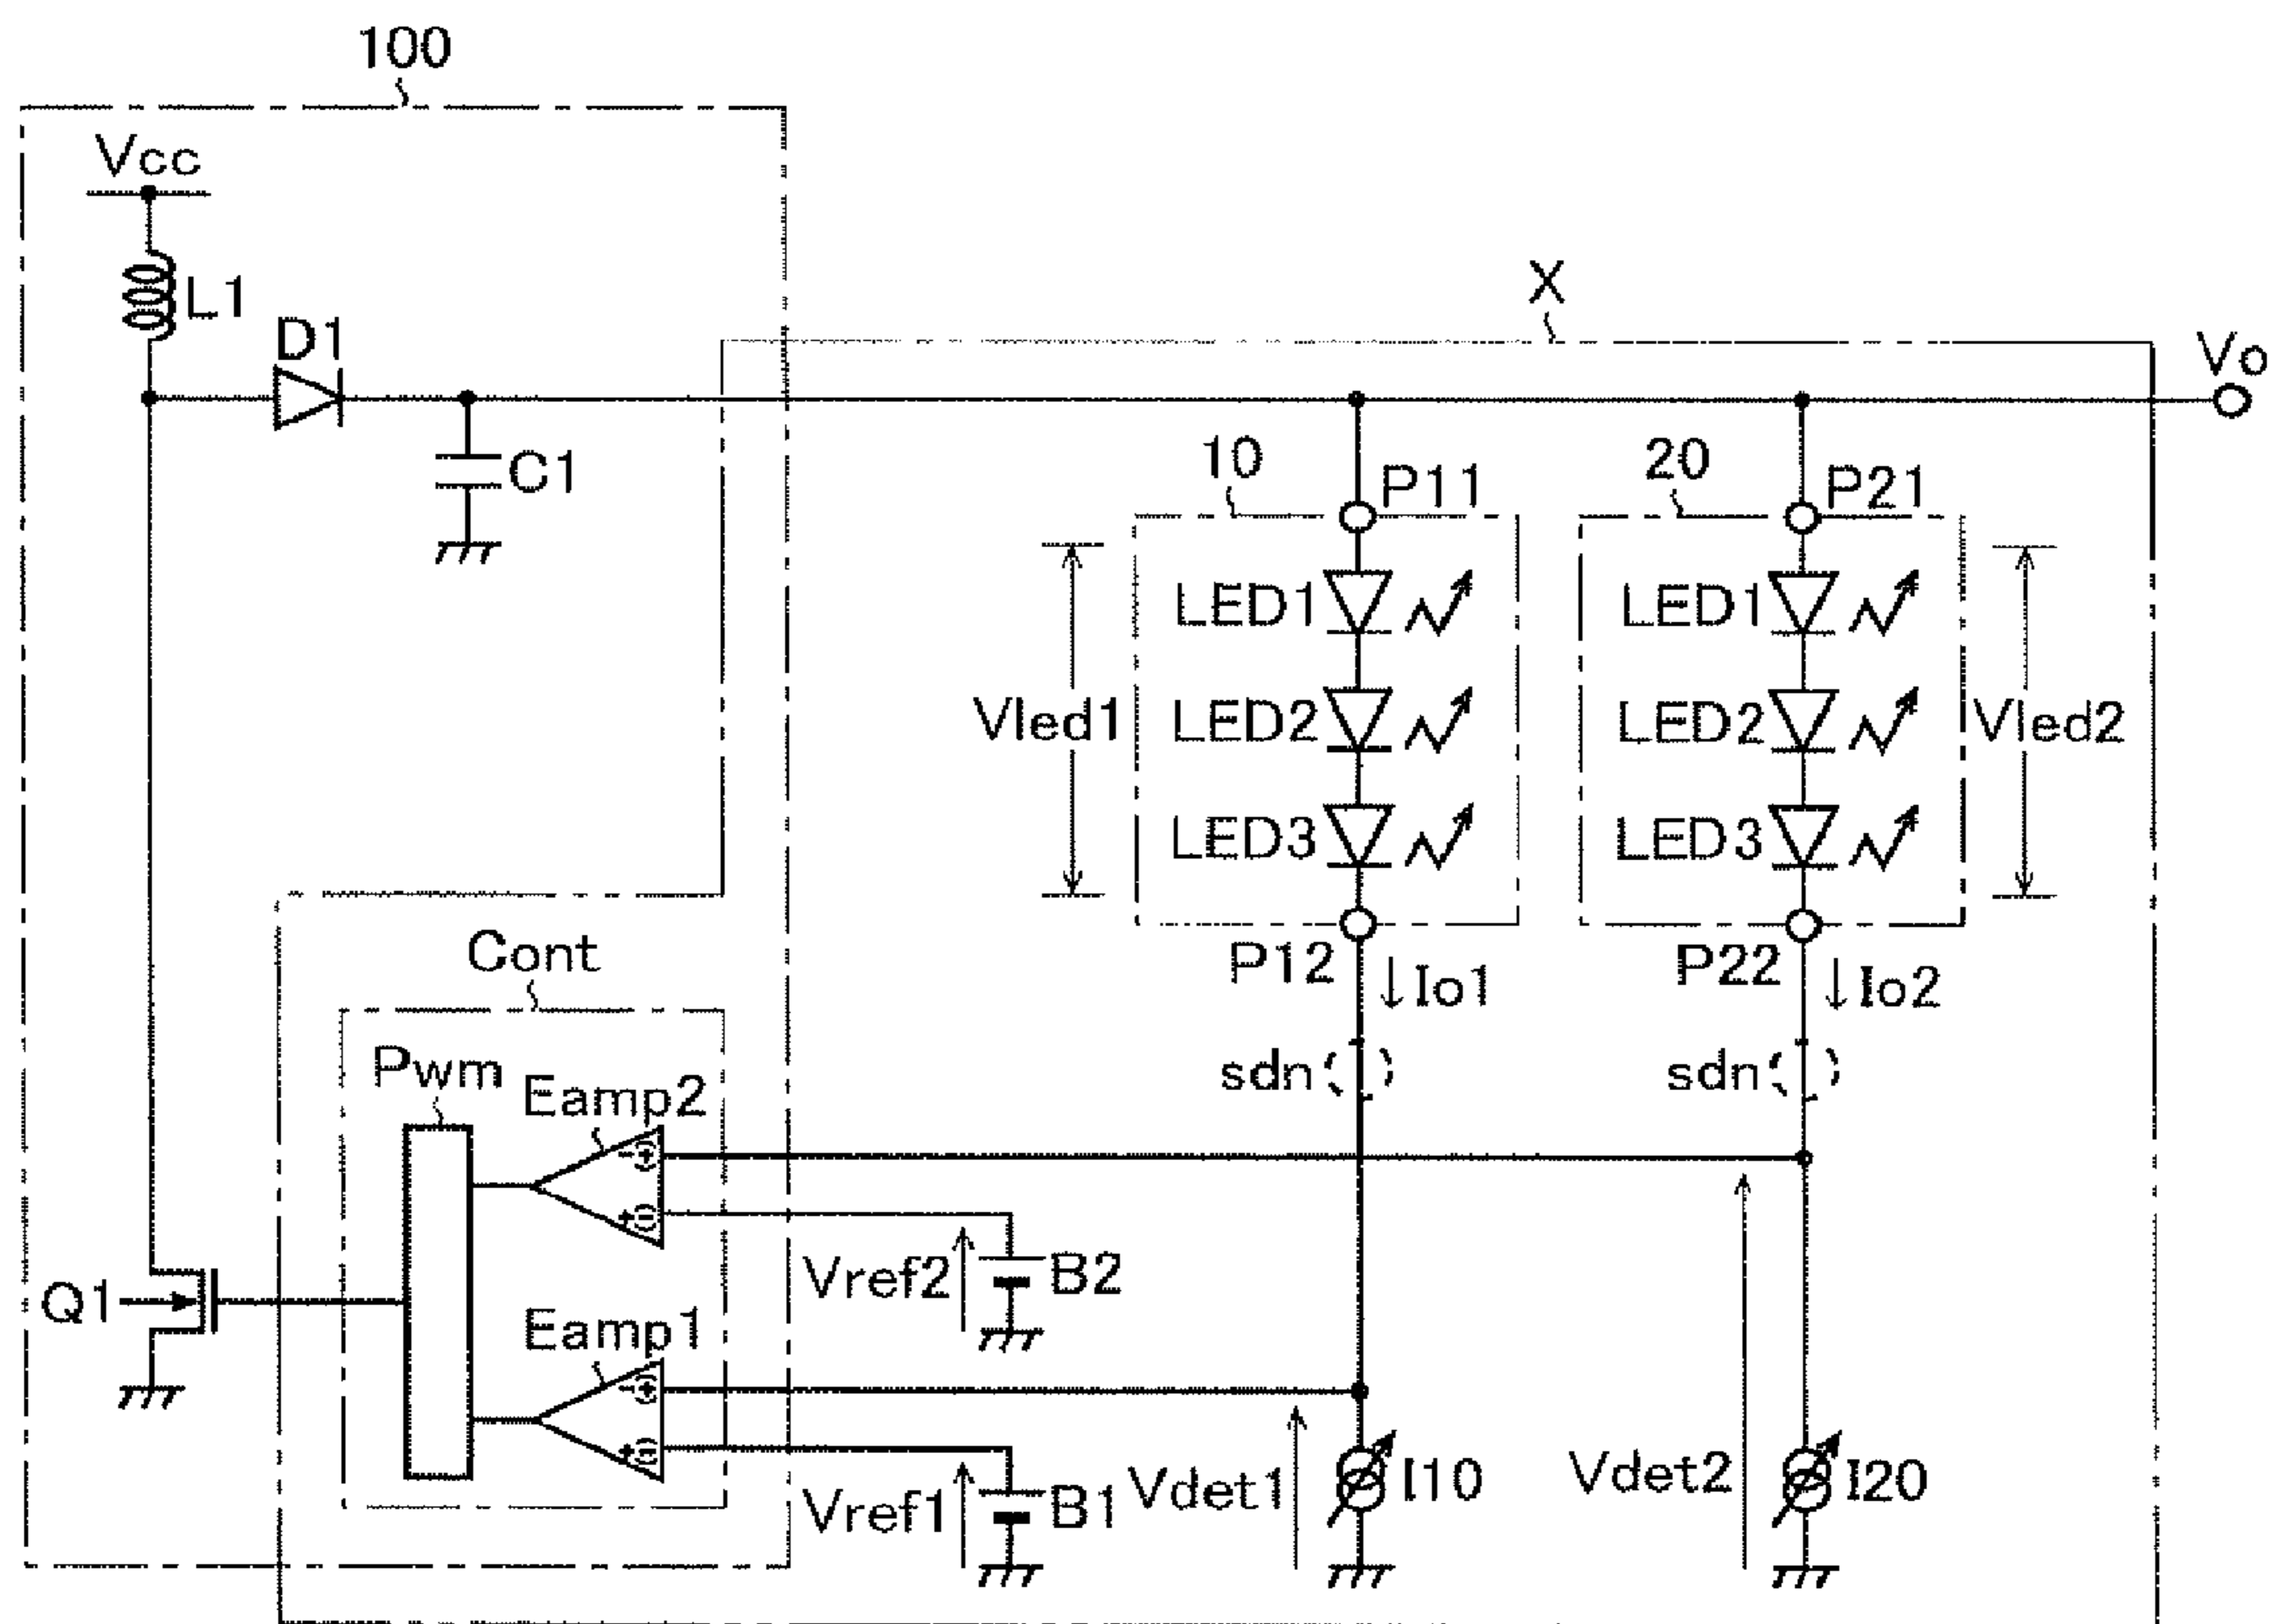 100
Vcc
L1
D1
C1
X
Vo
10
P11
20
P21
LED1
LED1
Vled1
LED2
LED2
Vled2
LED3
LED3
P12
Io1
P22
Io2
Cont
Pwm
Eamp2
sdn
sdn
- (+)
+ (-)
Vref2
B2
Q1
Eamp1
- (+)
+ (-)
Vref1
B1
Vdet1
I10
Vdet2
I20